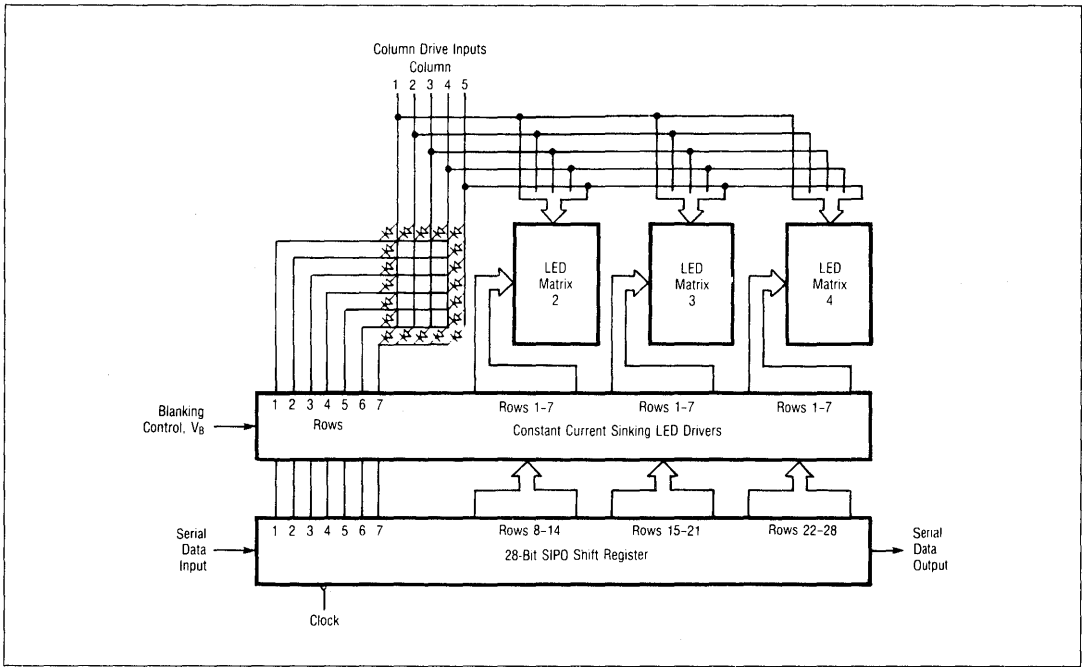 Column Drive Inputs
Column
1 2 3 4 5
LED
Matrix
2
LED
Matrix
3
LED
Matrix
4
Blanking
Control, VB
1 2 3 4 5 6 7
Rows
Rows 1–7
Rows 1–7
Rows 1–7
Constant Current Sinking LED Drivers
Serial
Data
Input
1 2 3 4 5 6 7
Rows 8–14
Rows 15–21
Rows 22–28
28-Bit SIPO Shift Register
Serial
Data
Output
Clock